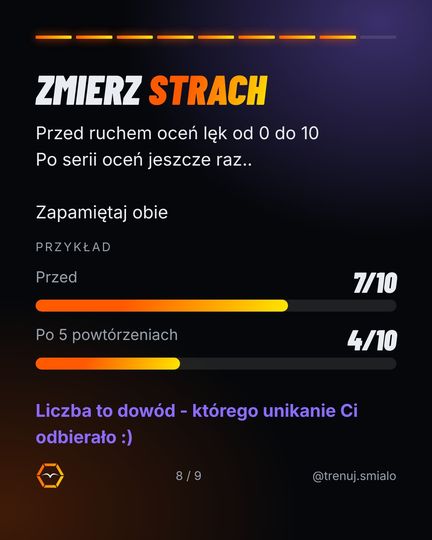 ZMIERZ STRACH
Przed ruchem oceń lęk od 0 do 10
Po serii oceń jeszcze raz..
Zapamiętaj obie
PRZYKŁAD
Przed 7/10
Po 5 powtórzeniach 4/10
Liczba to dowód - którego unikanie Ci
odbierało :)
8 / 9 @trenuj.smialo